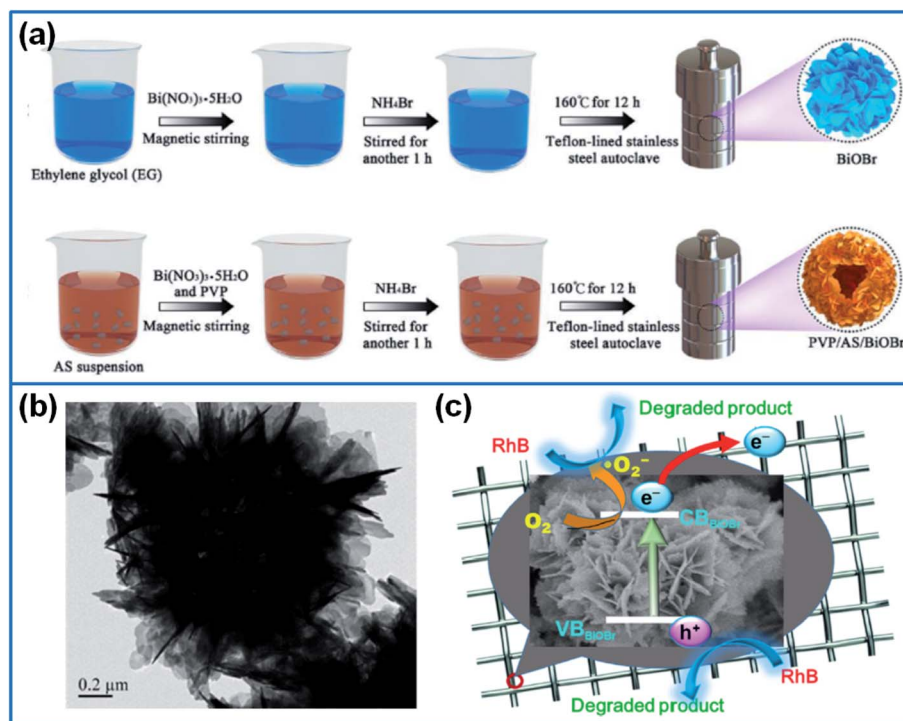 (a)
Bi(NO₃)₃·5H₂O
Magnetic stirring
NH₄Br
Stirred for
another 1 h
160℃ for 12 h
Teflon-lined stainless
steel autoclave
Ethylene glycol (EG)
BiOBr
Bi(NO₃)₃·5H₂O
and PVP
Magnetic stirring
NH₄Br
Stirred for
another 1 h
160℃ for 12 h
Teflon-lined stainless
steel autoclave
AS suspension
PVP/AS/BiOBr
(b)
0.2 μm
(c)
Degraded product
RhB
•O₂⁻
e⁻
e⁻
O₂
CB BiOBr
VB BiOBr
h⁺
RhB
Degraded product